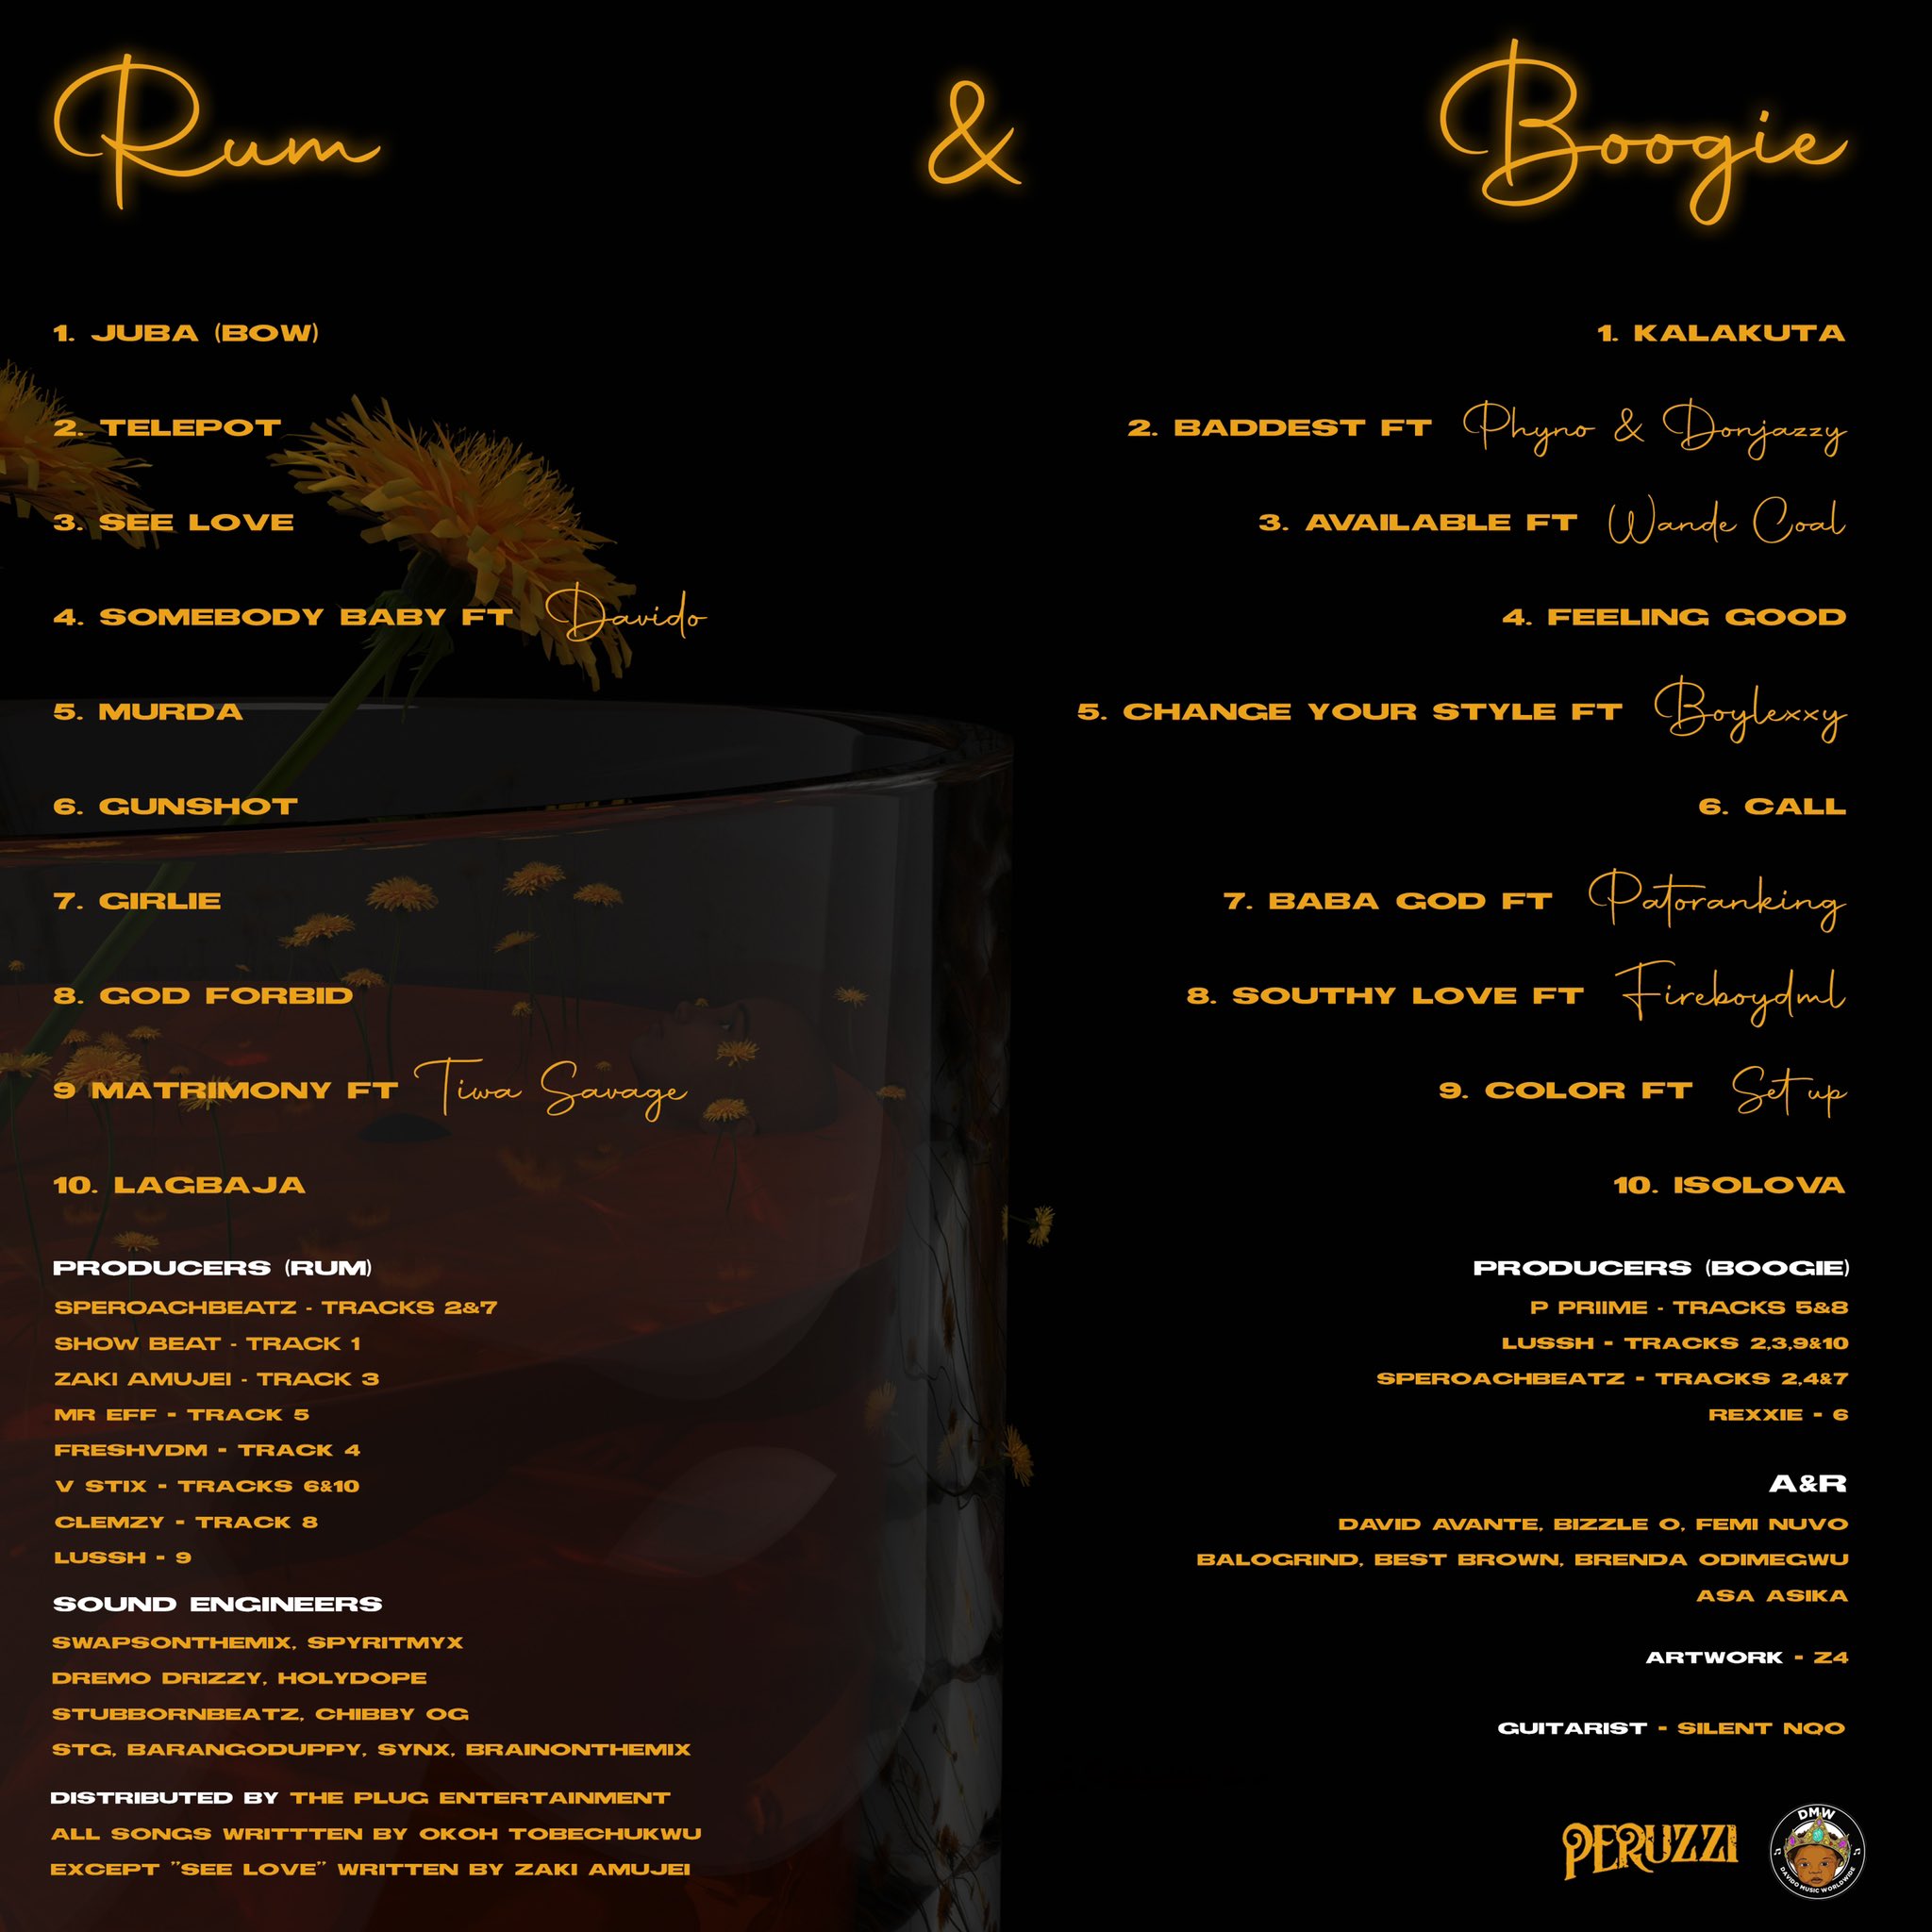 Rum & Boogie
1. JUBA (BOW)
2. TELEPOT
3. SEE LOVE
4. SOMEBODY BABY FT Davido
5. MURDA
6. GUNSHOT
7. GIRLIE
8. GOD FORBID
9 MATRIMONY FT Tiwa Savage
10. LAGBAJA
PRODUCERS (RUM)
SPEROACHBEATZ - TRACKS 2&7
SHOW BEAT - TRACK 1
ZAKI AMUJEI - TRACK 3
MR EFF - TRACK 5
FRESHVDM - TRACK 4
V STIX - TRACKS 6&10
CLEMZY - TRACK 8
LUSSH - 9
SOUND ENGINEERS
SWAPSONTHEMIX, SPYRITMYX
DREMO DRIZZY, HOLYDOPE
STUBBORNBEATZ, CHIBBY OG
STG, BARANGODUPPY, SYNX, BRAINONTHEMIX
DISTRIBUTED BY THE PLUG ENTERTAINMENT
ALL SONGS WRITTTEN BY OKOH TOBECHUKWU
EXCEPT "SEE LOVE" WRITTEN BY ZAKI AMUJEI
1. KALAKUTA
2. BADDEST FT Phyno & Donjazzy
3. AVAILABLE FT Wande Coal
4. FEELING GOOD
5. CHANGE YOUR STYLE FT Boylexxy
6. CALL
7. BABA GOD FT Patoranking
8. SOUTHY LOVE FT Fireboydml
9. COLOR FT Set up
10. ISOLOVA
PRODUCERS (BOOGIE)
P PRIIME - TRACKS 5&8
LUSSH - TRACKS 2,3,9&10
SPEROACHBEATZ - TRACKS 2,4&7
REXXIE - 6
A&R
DAVID AVANTE, BIZZLE O, FEMI NUVO
BALOGRIND, BEST BROWN, BRENDA ODIMEGWU
ASA ASIKA
ARTWORK - Z4
GUITARIST - SILENT NQO
PERUZZI
DMW
DAVIDO MUSIC WORLDWIDE